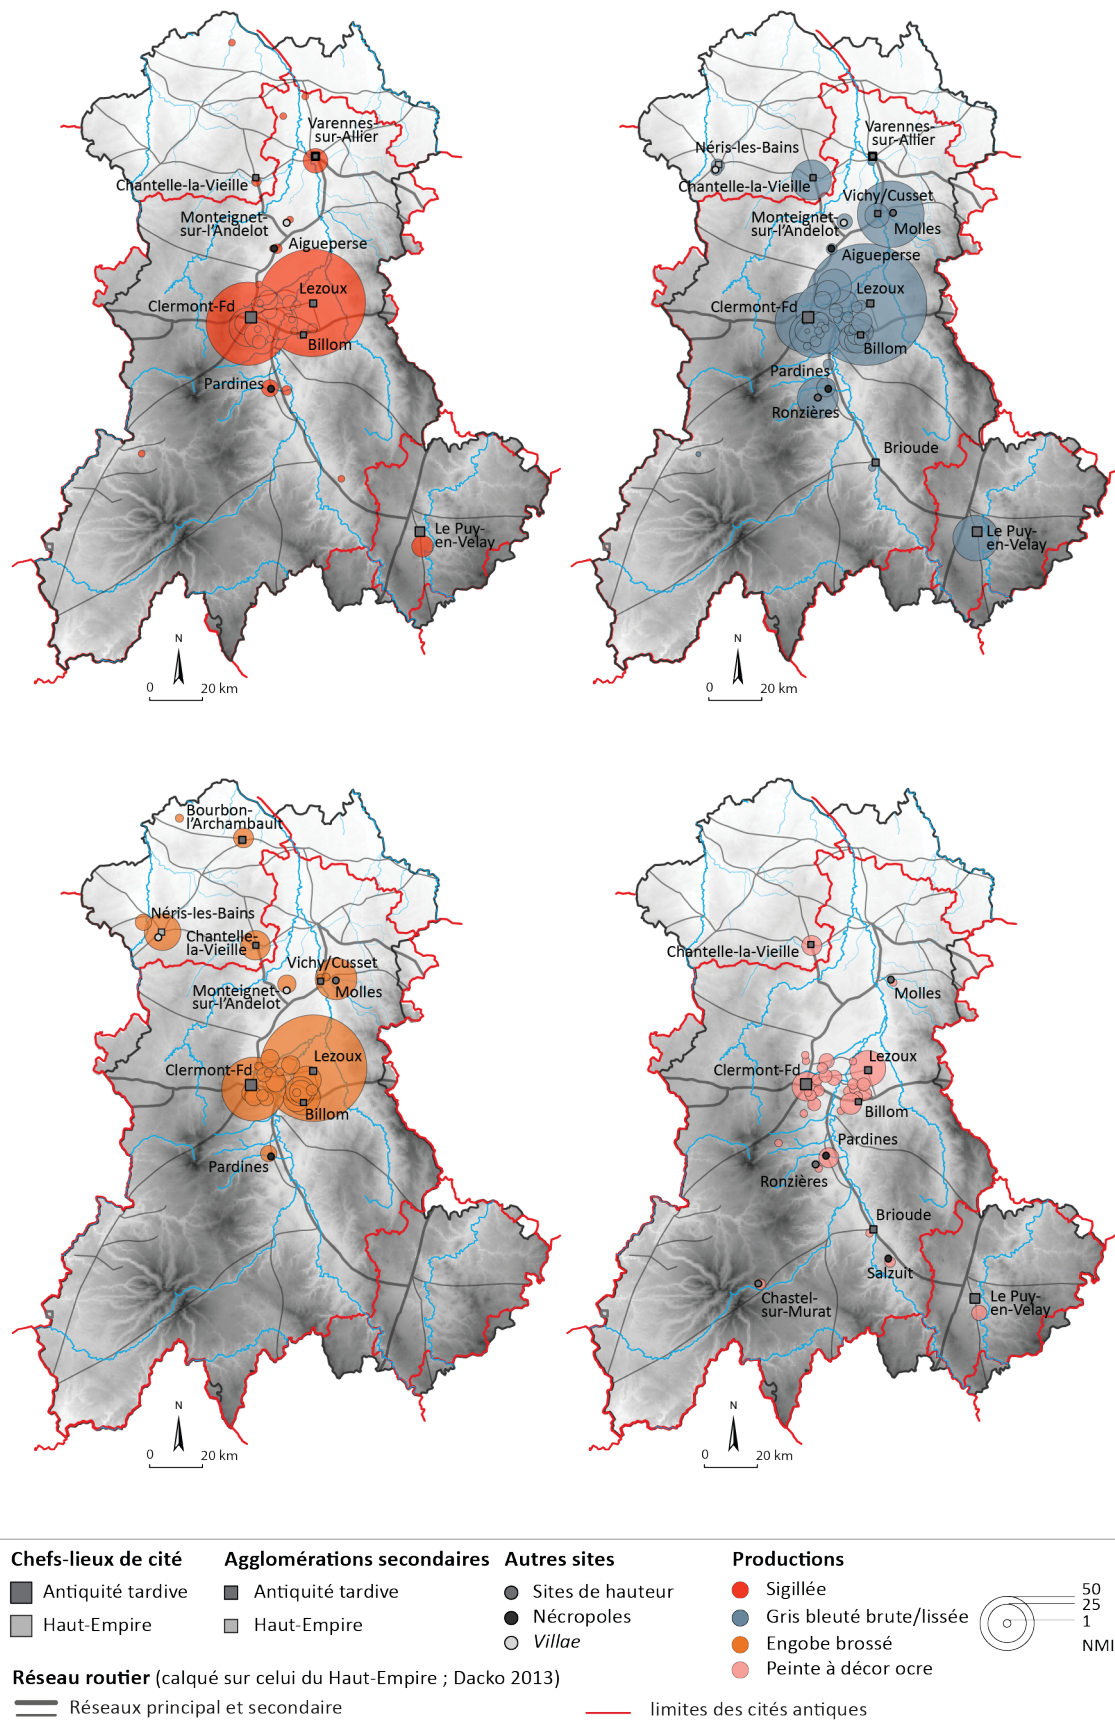 Varennes-
sur-Allier
Chantelle-la-Vieille
Monteignet-
sur-l’Andelot
Aigueperse
Lezoux
Clermont-Fd
Billom
Pardines
Le Puy-
en-Velay
N
0 20 km
Varennes-
sur-Allier
Néris-les-Bains
Chantelle-la-Vieille
Vichy/Cusset
Monteignet-
sur-l’Andelot
Molles
Aigueperse
Lezoux
Clermont-Fd
Billom
Pardines
Ronzières
Brioude
Le Puy-
en-Velay
N
0 20 km
Bourbon-
l’Archambault
Néris-les-Bains
Chantelle-
la-Vieille
Vichy/Cusset
Monteignet-
sur-l’Andelot
Molles
Lezoux
Clermont-Fd
Billom
Pardines
N
0 20 km
Chantelle-la-Vieille
Molles
Lezoux
Clermont-Fd
Billom
Pardines
Ronzières
Brioude
Salzuit
Chastel-
sur-Murat
Le Puy-
en-Velay
N
0 20 km
Chefs-lieux de cité
Antiquité tardive
Haut-Empire
Agglomérations secondaires
Antiquité tardive
Haut-Empire
Autres sites
Sites de hauteur
Nécropoles
Villae
Productions
Sigillée
Gris bleuté brute/lissée
Engobe brossé
Peinte à décor ocre
50
25
1
NMI
Réseau routier (calqué sur celui du Haut-Empire ; Dacko 2013)
Réseaux principal et secondaire
limites des cités antiques